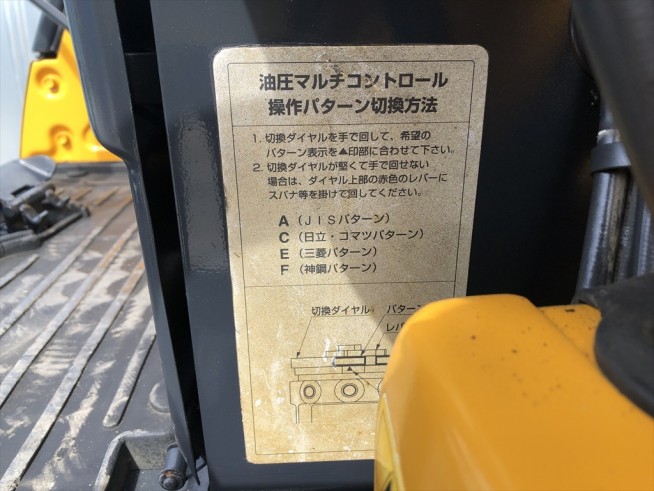 油圧マルチコントロール
操作パターン切換方法
1. 切換ダイヤルを手で回して、希望の
パターン表示を▲印部に合わせて下さい。
2. 切換ダイヤルが堅くて手で回せない
場合は、ダイヤル上部の赤色のレバーに
スパナ等を掛けて回してください。
A (JISパターン)
C (日立・コマツパターン)
E (三菱パターン)
F (神鋼パターン)
切換ダイヤル パターン